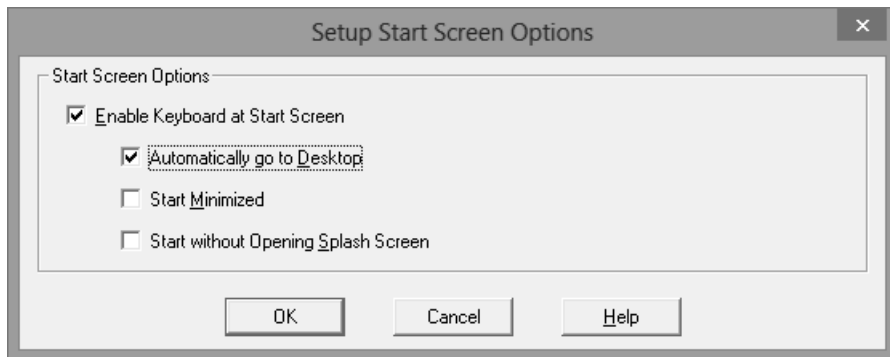 Setup Start Screen Options
Start Screen Options
Enable Keyboard at Start Screen
Automatically go to Desktop
Start Minimized
Start without Opening Splash Screen
OK Cancel Help